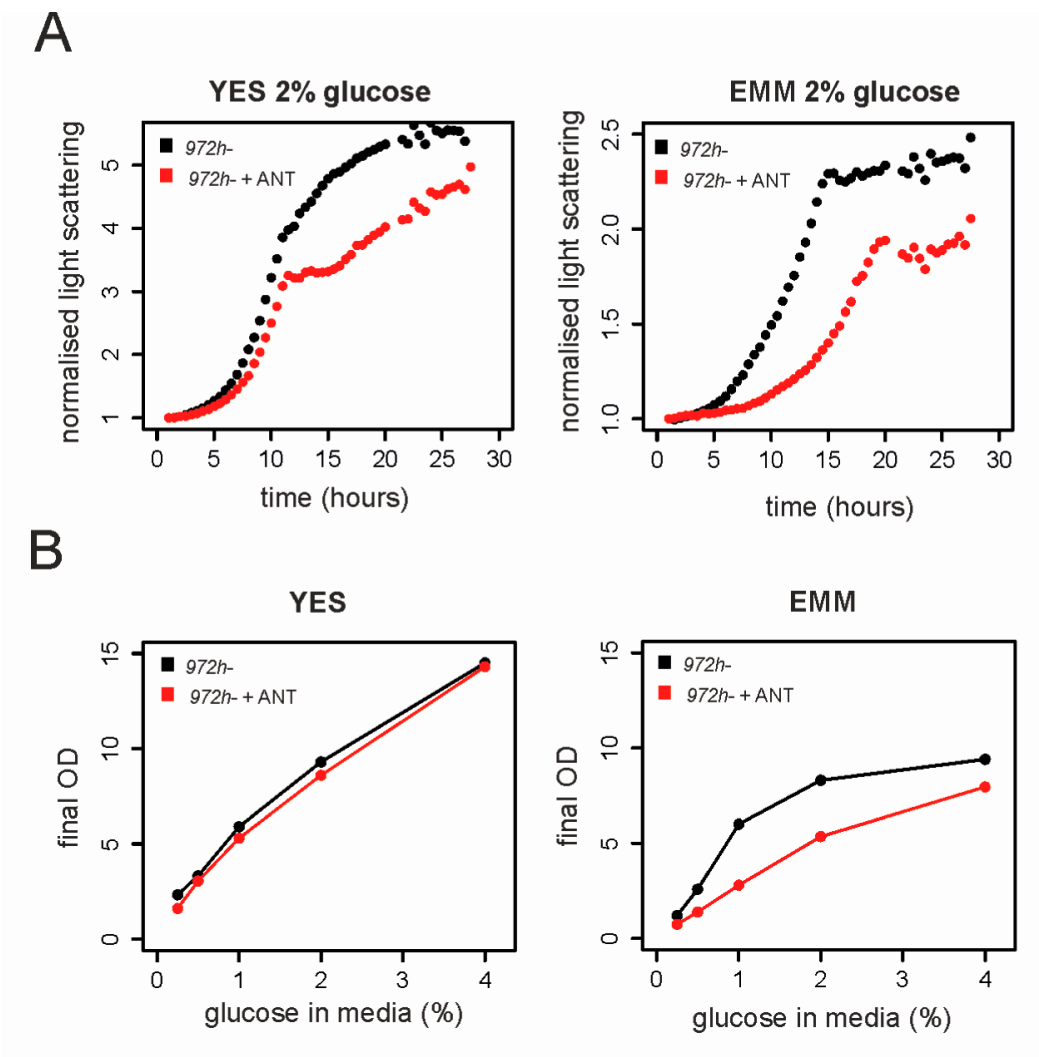 A
YES 2% glucose
normalised light scattering
972h-
972h- + ANT
5
4
3
2
1
0 5 10 15 20 25 30
time (hours)
EMM 2% glucose
normalised light scattering
972h-
972h- + ANT
2.5
2.0
1.5
1.0
0 5 10 15 20 25 30
time (hours)
B
YES
final OD
972h-
972h- + ANT
15
10
5
0
0 1 2 3 4
glucose in media (%)
EMM
final OD
972h-
972h- + ANT
15
10
5
0
0 1 2 3 4
glucose in media (%)